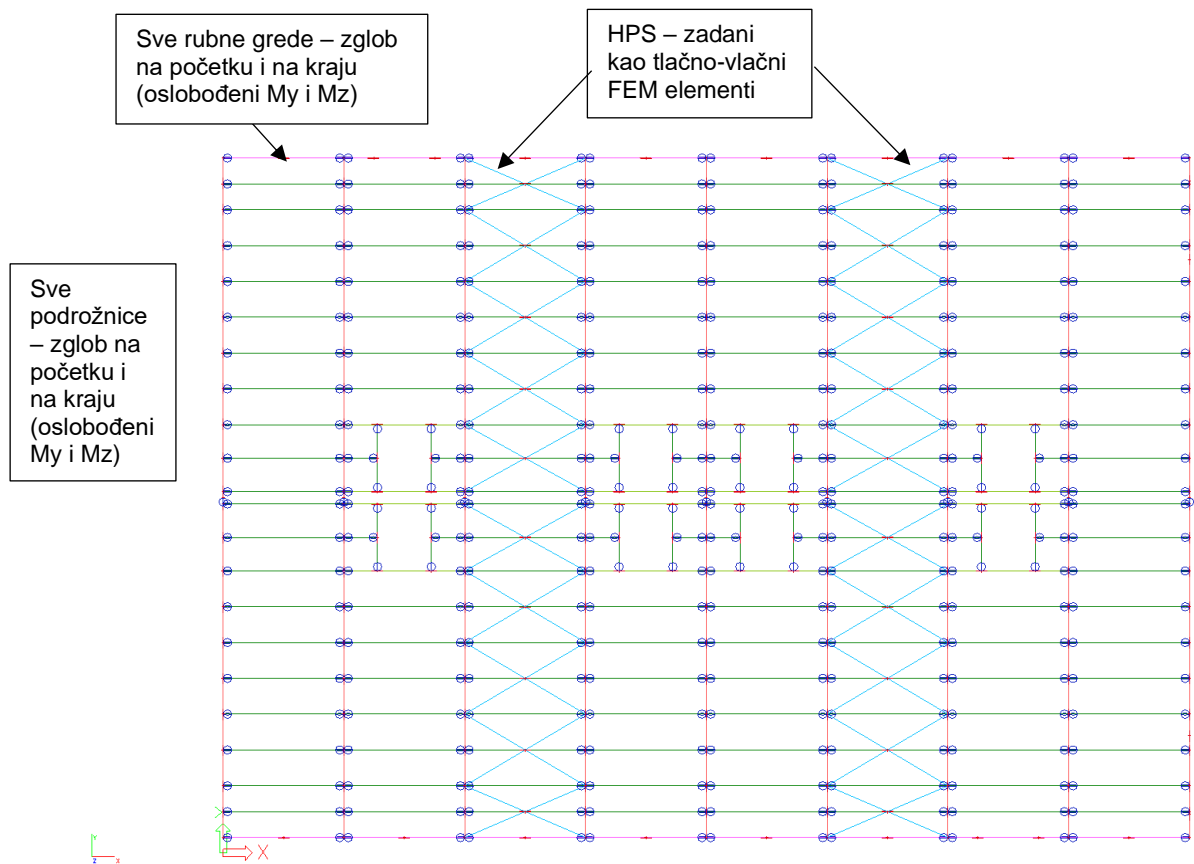 Sve rubne grede – zglob
na početku i na kraju
(oslobođeni My i Mz)
HPS – zadani
kao tlačno-vlačni
FEM elementi
Sve
podrožnice
– zglob na
početku i
na kraju
(oslobođeni
My i Mz)
Y
Z X
Y
X